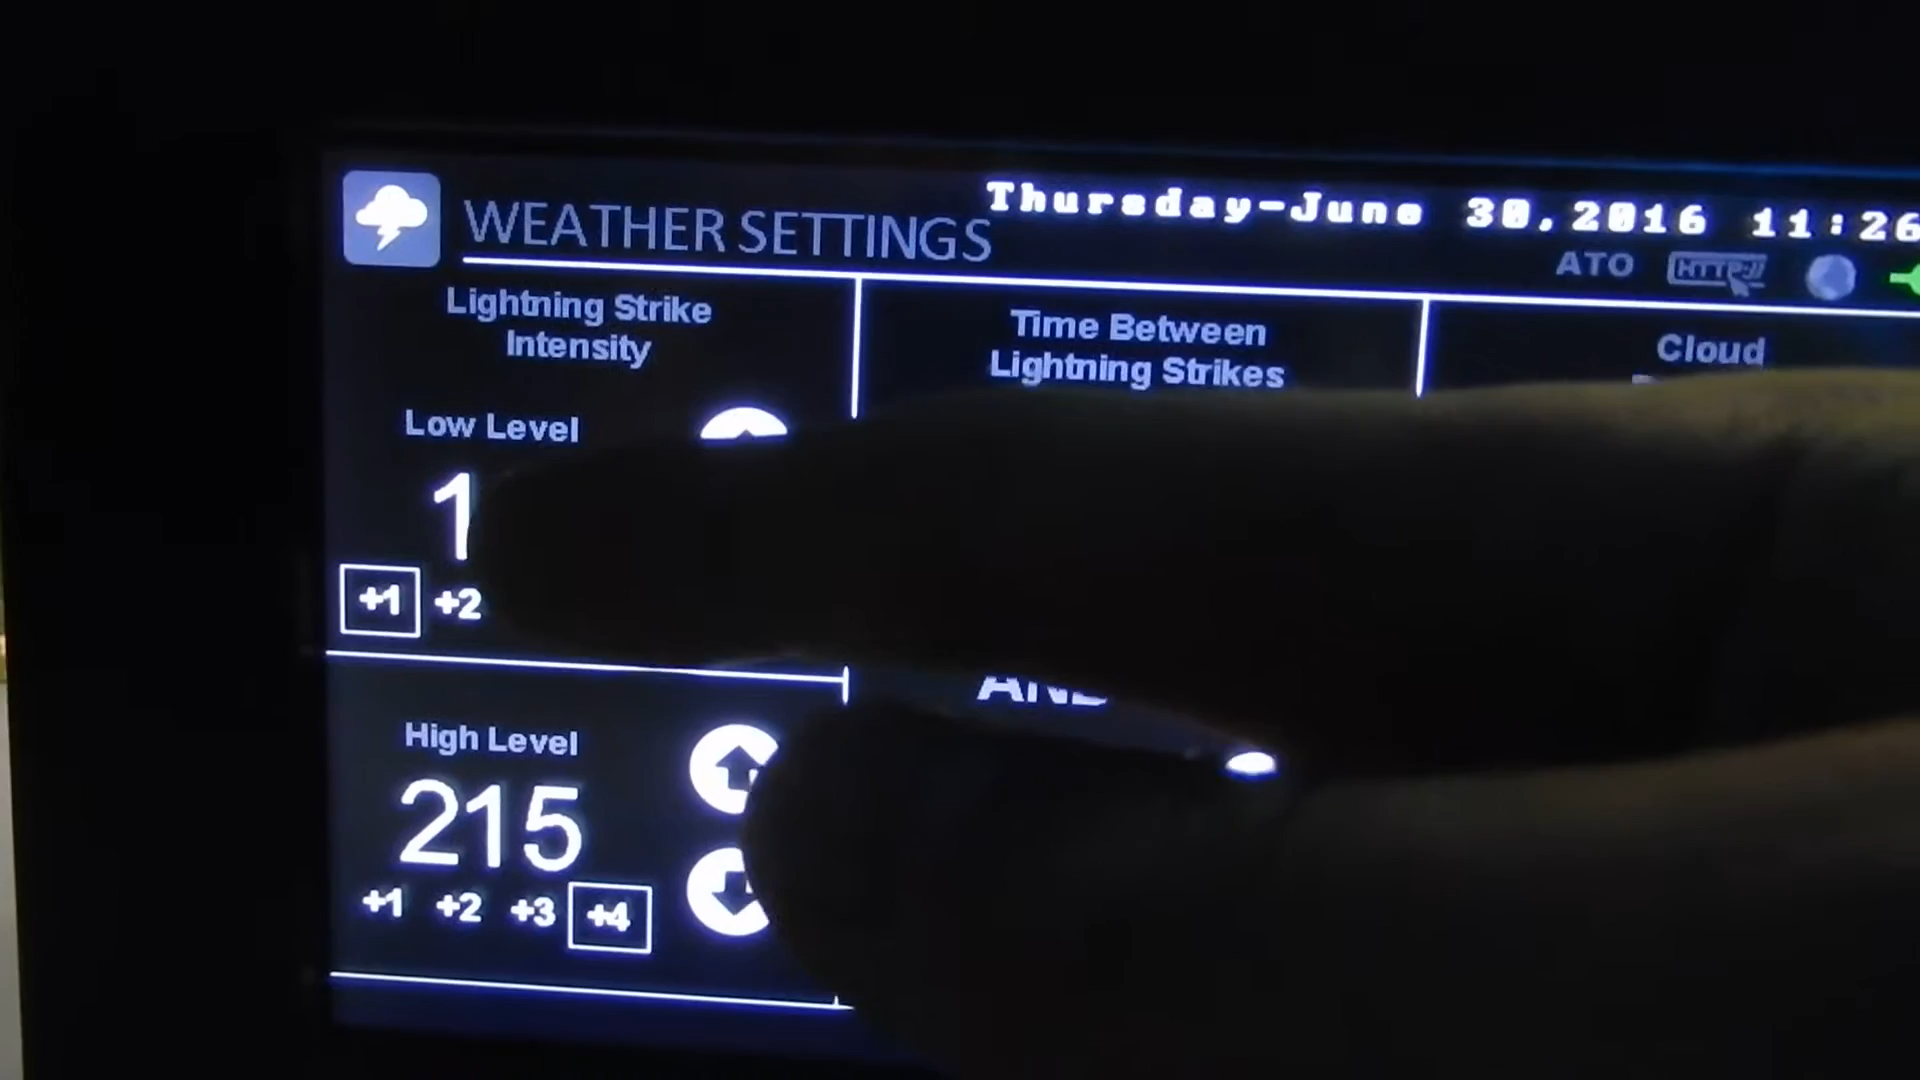 WEATHER SETTINGS
Thursday-June 30,2016 11:26
ATO HTTP://
Lightning Strike
Intensity
Low Level
1
+1 +2
High Level
215
+1 +2 +3 +4
Time Between
Lightning Strikes
AND
Cloud